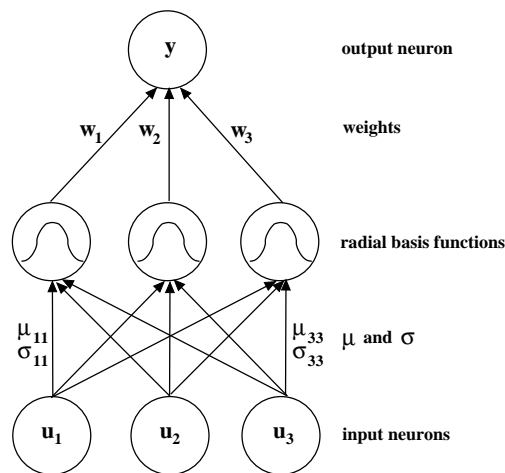 y
output neuron
w1
w2
w3
weights
radial basis functions
μ11
σ11
μ33
σ33
μ and σ
u1
u2
u3
input neurons